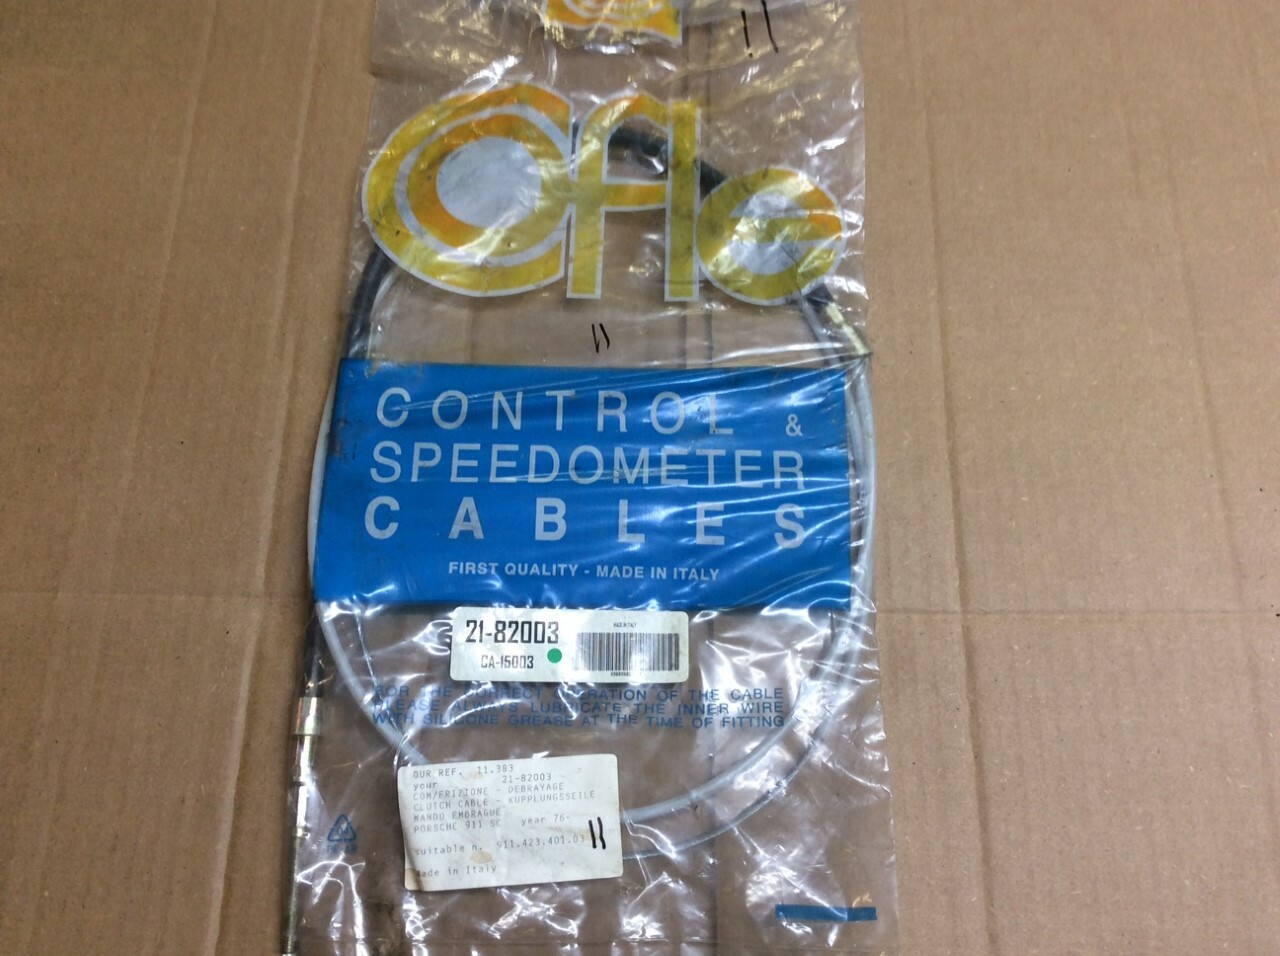 cofle
CONTROL &
SPEEDOMETER
CABLES
FIRST QUALITY - MADE IN ITALY
21-82003
CA-15003
MADE IN ITALY
FOR THE CORRECT OPERATION OF THE CABLE
PLEASE ALWAYS LUBRICATE THE INNER WIRE
WITH SILICONE GREASE AT THE TIME OF FITTING
OUR REF. 11.383
your 21-82003
COM/FRIZIONE - DEBRAYAGE
CLUTCH CABLE - KUPPLUNGSSEILE
MANDO EMBRAGUE
PORSCHE 911 SC year 76-
suitable n. 911.423.401.03
Made in Italy